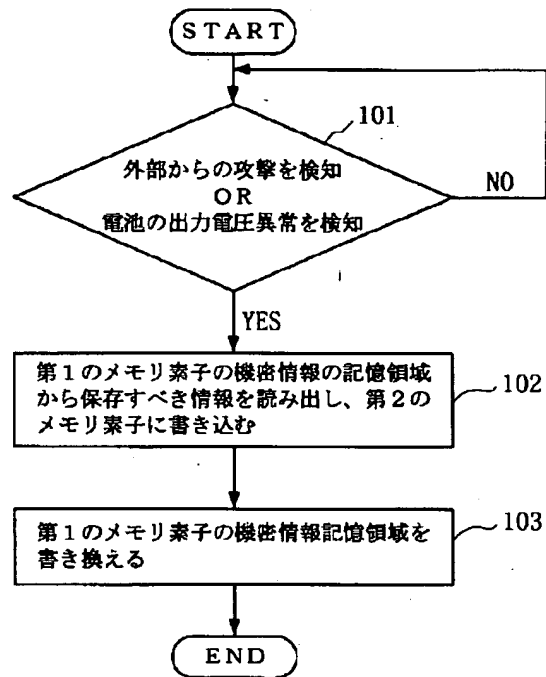 START
101
外部からの攻撃を検知
OR
電池の出力電圧異常を検知
NO
YES
第1のメモリ素子の機密情報の記憶領域
から保存すべき情報を読み出し、第2の
メモリ素子に書き込む
102
第1のメモリ素子の機密情報記憶領域を
書き換える
103
END